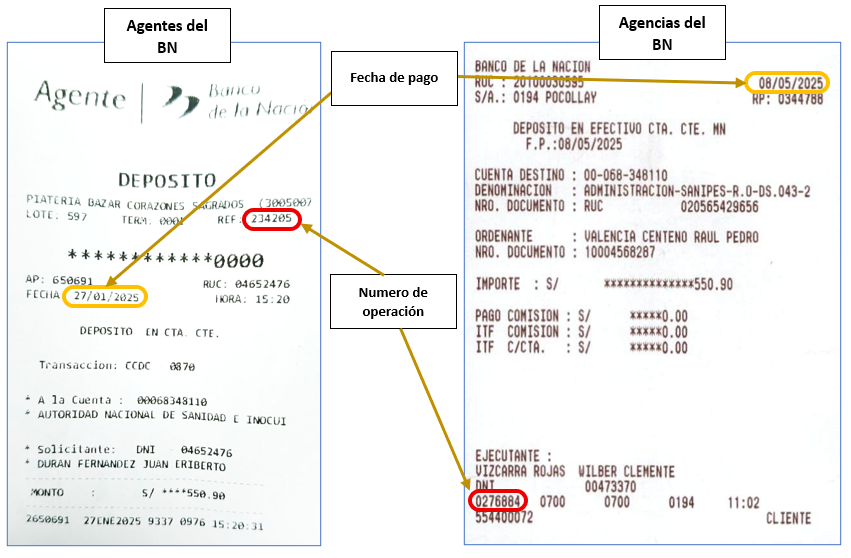 Agentes del
BN
Agente
Banco
de la Nacion
DEPOSITO
PIATERIA BAZAR CORAZONES SAGRADOS (3005007
LOTE: 597 TERM: 0001 REF: 234205
************0000
AP: 650691 RUC: 04652476
FECHA 27/01/2025 HORA: 15:20
DEPOSITO EN CTA. CTE.
Transaccion: CCDC 0870
* A la Cuenta : 00068348110
* AUTORIDAD NACIONAL DE SANIDAD E INOCUI
* Solicitante: DNI - 04652476
* DURAN FERNANDEZ JUAN ERIBERTO
MONTO : S/ ****550.90
2650691 27ENE2025 9337 0976 15:20:31
Fecha de pago
Numero de
operación
Agencias del
BN
BANCO DE LA NACION
RUC : 20100030595 08/05/2025
S/A.: 0194 POCOLLAY RP: 0344788
DEPOSITO EN EFECTIVO CTA. CTE. MN
F.P.:08/05/2025
CUENTA DESTINO : 00-068-348110
DENOMINACION : ADMINISTRACION-SANIPES-R.O-DS.043-2
NRO. DOCUMENTO : RUC 020565429656
ORDENANTE : VALENCIA CENTENO RAUL PEDRO
NRO. DOCUMENTO : 10004568287
IMPORTE : S/ **************550.90
PAGO COMISION : S/ *****0.00
ITF COMISION : S/ *****0.00
ITF C/CTA. : S/ *****0.00
EJECUTANTE :
VIZCARRA ROJAS WILBER CLEMENTE
DNI 00473370
0276884 0700 0700 0194 11:02
554400072 CLIENTE